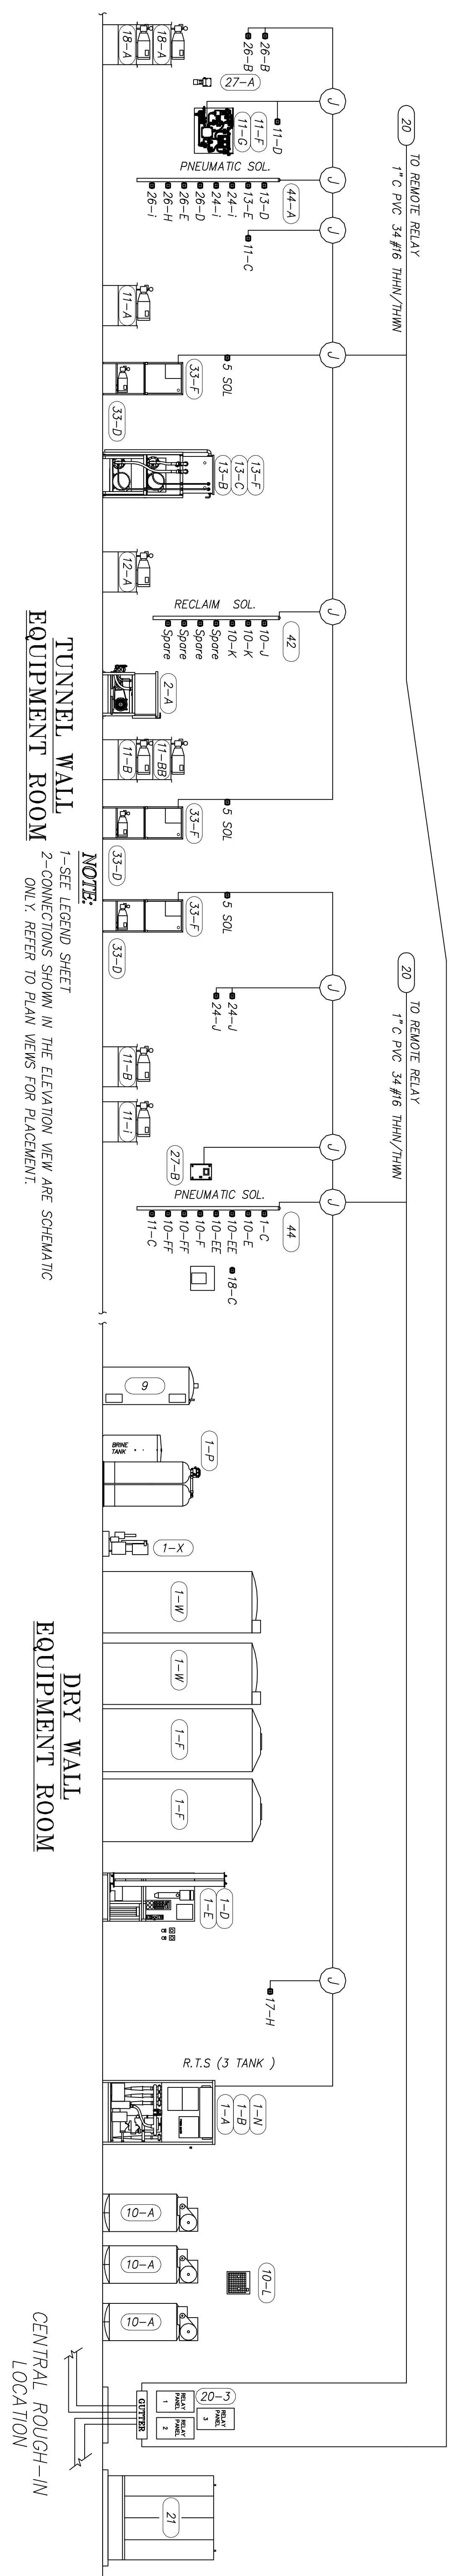 20
TO REMOTE RELAY
1" C PVC 34 #16 THHN/THWN
20
TO REMOTE RELAY
1" C PVC 34 #16 THHN/THWN
J
J
J
J
J
J
J
J
J
18-A
18-A
26-B
26-B
27-A
11-D
11-F
11-G
PNEUMATIC SOL.
44-A
13-D
13-E
24-i
24-i
26-D
26-E
26-H
26-i
11-C
11-A
5 SOL
33-F
33-D
13-F
13-C
13-B
12-A
RECLAIM SOL.
42
10-J
10-K
10-K
Spare
Spare
Spare
Spare
2-A
11-BB
11-B
5 SOL
33-F
33-D
5 SOL
33-F
33-D
24-J
24-J
11-B
11-i
27-B
PNEUMATIC SOL.
44
1-C
10-E
10-EE
10-EE
10-F
10-FF
10-FF
11-C
18-C
9
1-P
BRINE
TANK
1-X
1-W
1-W
1-F
1-F
1-D
1-E
17-H
R.T.S (3 TANK )
1-N
1-B
1-A
10-A
10-A
10-A
10-L
20-3
RELAY
PANEL
1
RELAY
PANEL
2
RELAY
PANEL
3
GUTTER
21
CENTRAL ROUGH-IN
LOCATION
TUNNEL WALL
EQUIPMENT ROOM
NOTE:
1-SEE LEGEND SHEET
2-CONNECTIONS SHOWN IN THE ELEVATION VIEW ARE SCHEMATIC
ONLY. REFER TO PLAN VIEWS FOR PLACEMENT.
DRY WALL
EQUIPMENT ROOM